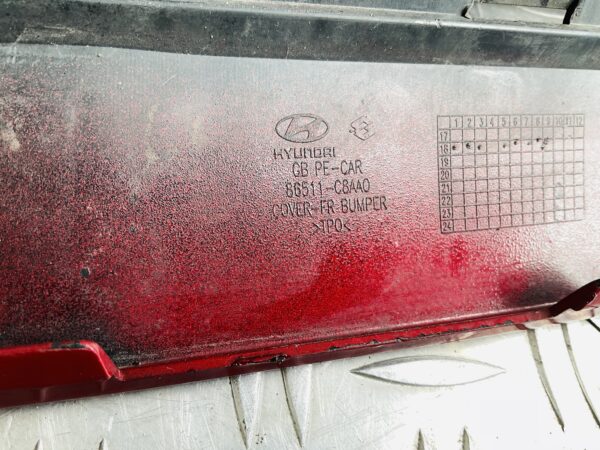 HYUNDAI
GB PE-CAR
86511-C8AA0
COVER-FR BUMPER
>TPO<
1 2 3 4 5 6 7 8 9 10 11 12
17
18
19
20
21
22
23
24